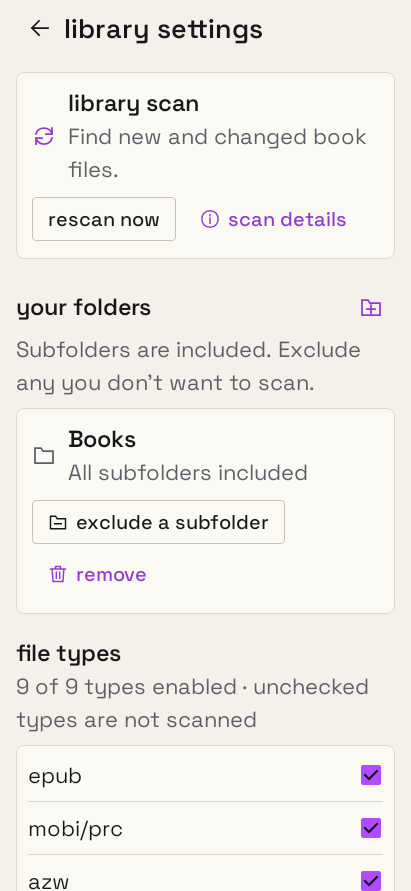 library settings
library scan
Find new and changed book
files.
rescan now
scan details
your folders
Subfolders are included. Exclude
any you don’t want to scan.
Books
All subfolders included
exclude a subfolder
remove
file types
9 of 9 types enabled · unchecked
types are not scanned
epub
mobi/prc
azw